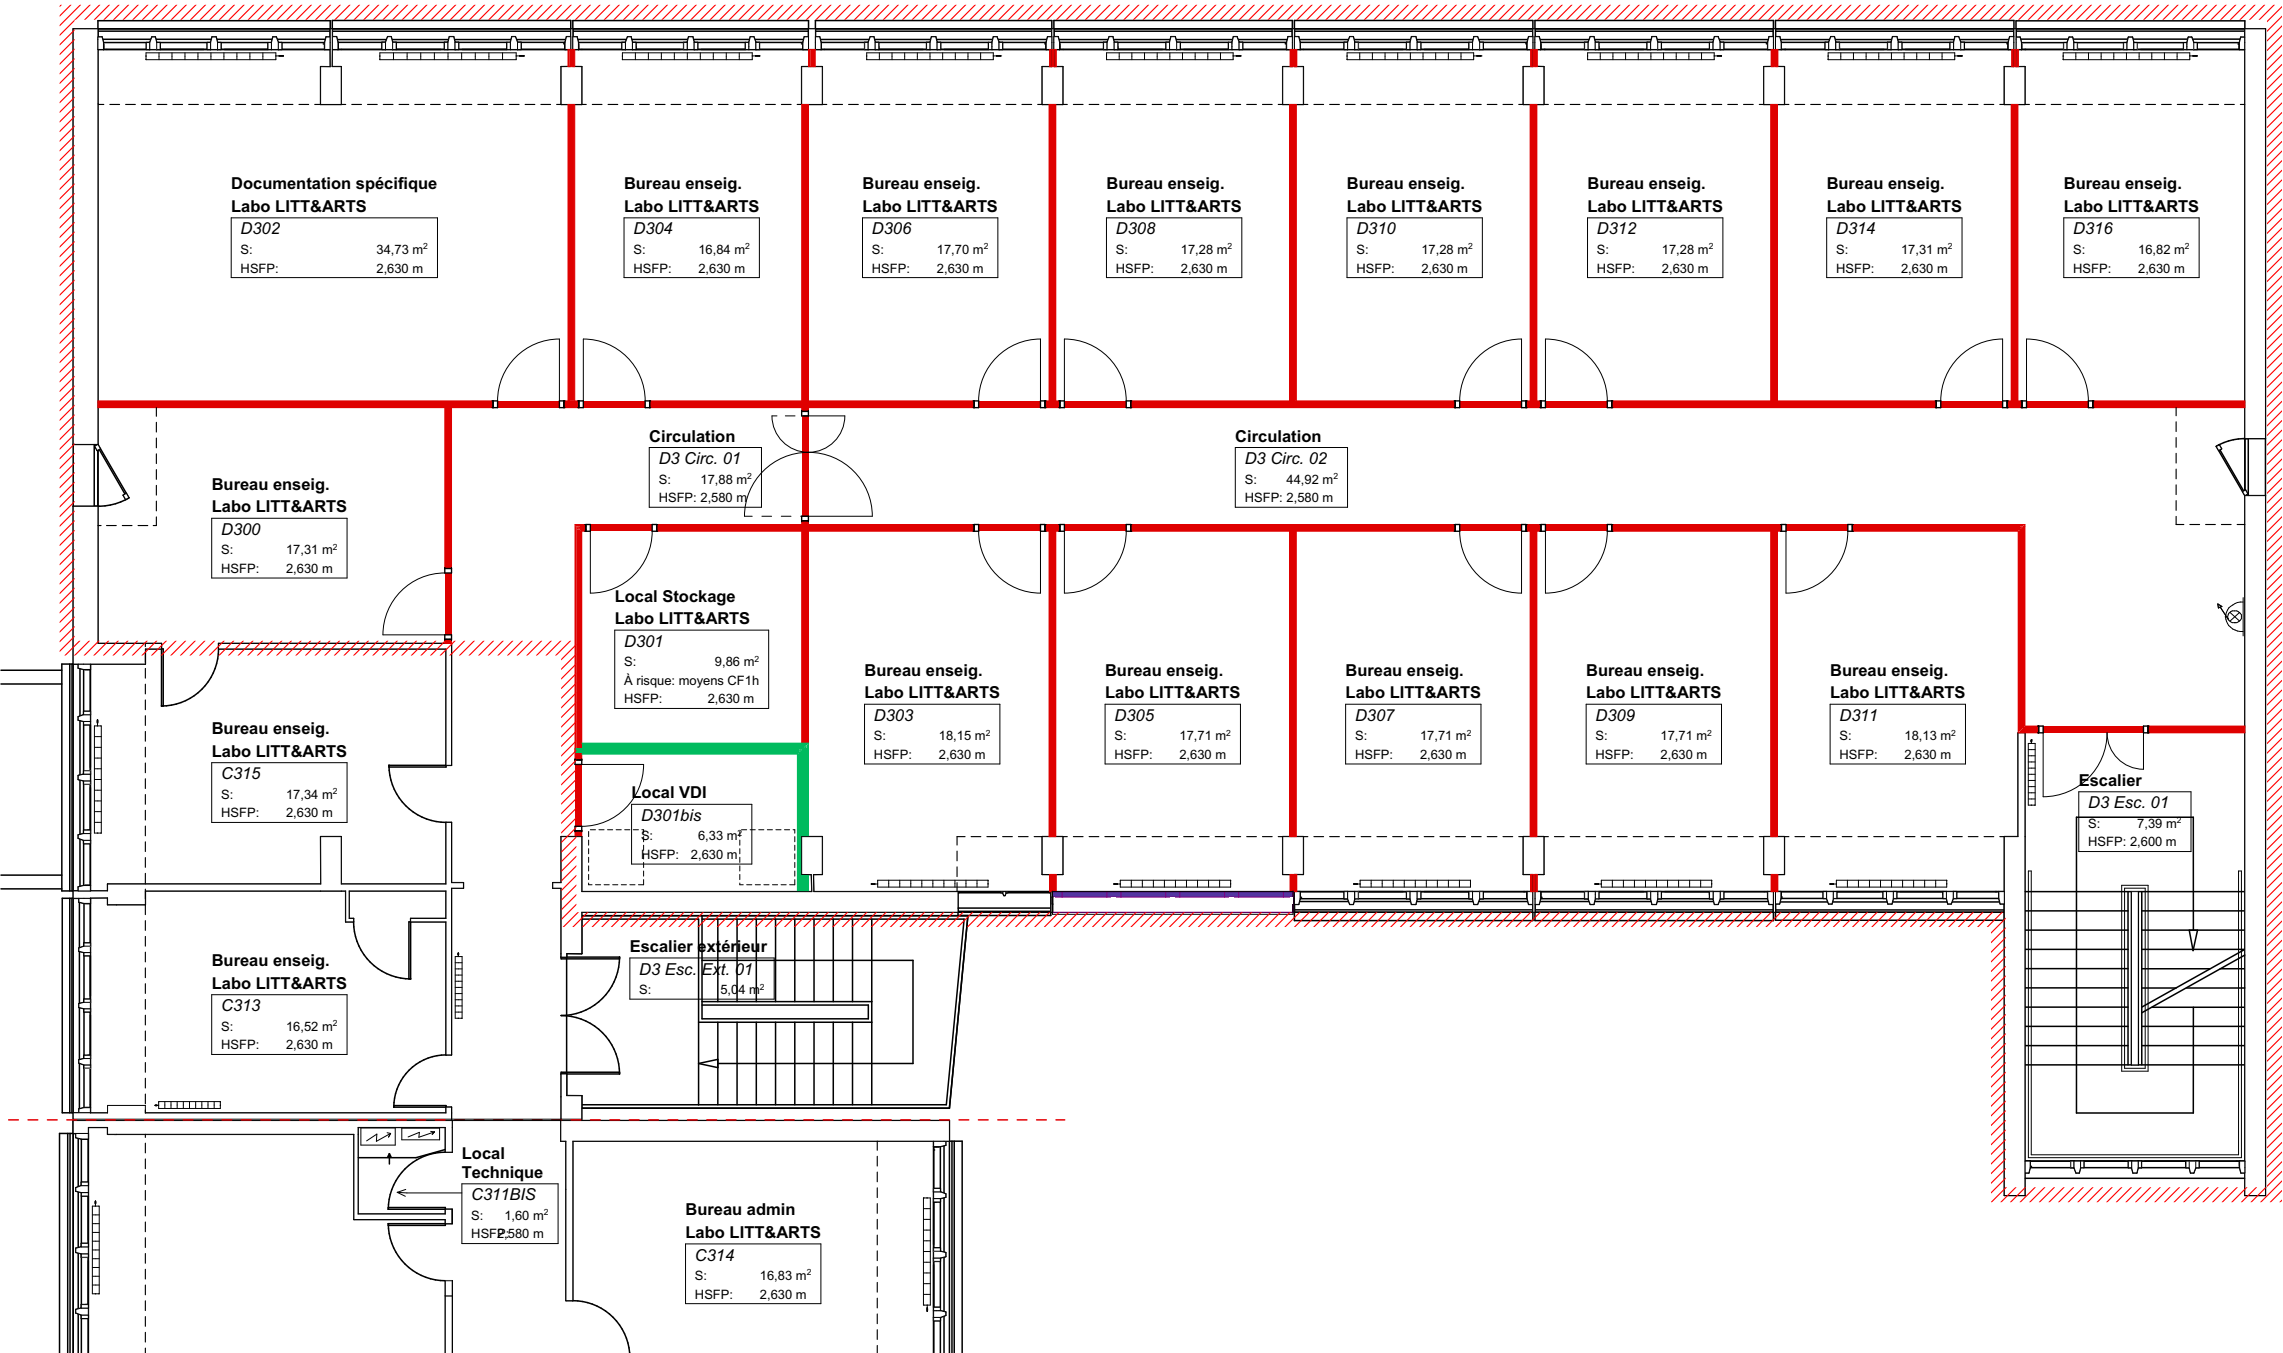 Documentation spécifique
Labo LITT&ARTS
D302
S: 34,73 m²
HSFP: 2,630 m
Bureau enseig.
Labo LITT&ARTS
D304
S: 16,84 m²
HSFP: 2,630 m
Bureau enseig.
Labo LITT&ARTS
D306
S: 17,70 m²
HSFP: 2,630 m
Bureau enseig.
Labo LITT&ARTS
D308
S: 17,28 m²
HSFP: 2,630 m
Bureau enseig.
Labo LITT&ARTS
D310
S: 17,28 m²
HSFP: 2,630 m
Bureau enseig.
Labo LITT&ARTS
D312
S: 17,28 m²
HSFP: 2,630 m
Bureau enseig.
Labo LITT&ARTS
D314
S: 17,31 m²
HSFP: 2,630 m
Bureau enseig.
Labo LITT&ARTS
D316
S: 16,82 m²
HSFP: 2,630 m
Circulation
D3 Circ. 01
S: 17,88 m²
HSFP: 2,580 m
Circulation
D3 Circ. 02
S: 44,92 m²
HSFP: 2,580 m
Bureau enseig.
Labo LITT&ARTS
D300
S: 17,31 m²
HSFP: 2,630 m
Local Stockage
Labo LITT&ARTS
D301
S: 9,86 m²
À risque: moyens CF1h
HSFP: 2,630 m
Bureau enseig.
Labo LITT&ARTS
D303
S: 18,15 m²
HSFP: 2,630 m
Bureau enseig.
Labo LITT&ARTS
D305
S: 17,71 m²
HSFP: 2,630 m
Bureau enseig.
Labo LITT&ARTS
D307
S: 17,71 m²
HSFP: 2,630 m
Bureau enseig.
Labo LITT&ARTS
D309
S: 17,71 m²
HSFP: 2,630 m
Bureau enseig.
Labo LITT&ARTS
D311
S: 18,13 m²
HSFP: 2,630 m
Bureau enseig.
Labo LITT&ARTS
C315
S: 17,34 m²
HSFP: 2,630 m
Local VDI
D301bis
S: 6,33 m²
HSFP: 2,630 m
Escalier
D3 Esc. 01
S: 7,39 m²
HSFP: 2,600 m
Bureau enseig.
Labo LITT&ARTS
C313
S: 16,52 m²
HSFP: 2,630 m
Escalier extérieur
D3 Esc. Ext. 01
S: 5,04 m²
Local
Technique
C311BIS
S: 1,60 m²
HSFP: 2,580 m
Bureau admin
Labo LITT&ARTS
C314
S: 16,83 m²
HSFP: 2,630 m